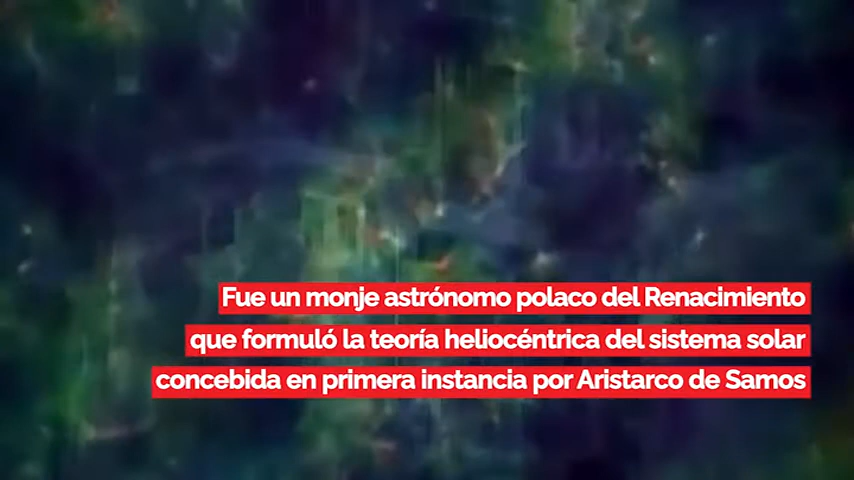 Fue un monje astrónomo polaco del Renacimiento
que formuló la teoría heliocéntrica del sistema solar
concebida en primera instancia por Aristarco de Samos